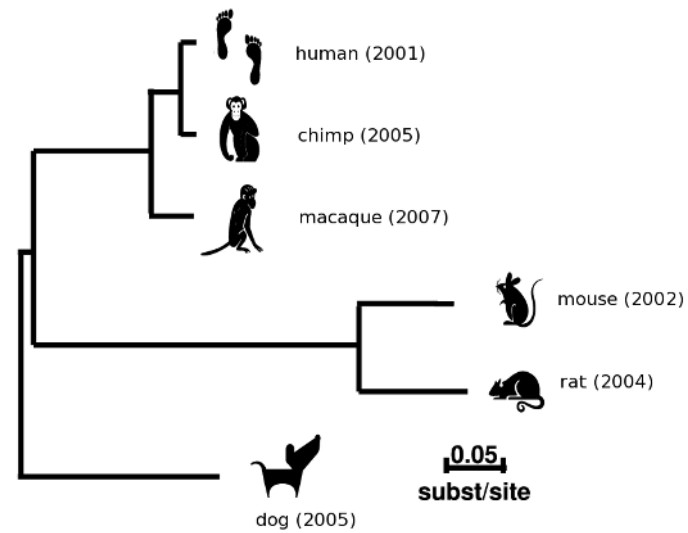 human (2001)
chimp (2005)
macaque (2007)
mouse (2002)
rat (2004)
0.05
subst/site
dog (2005)